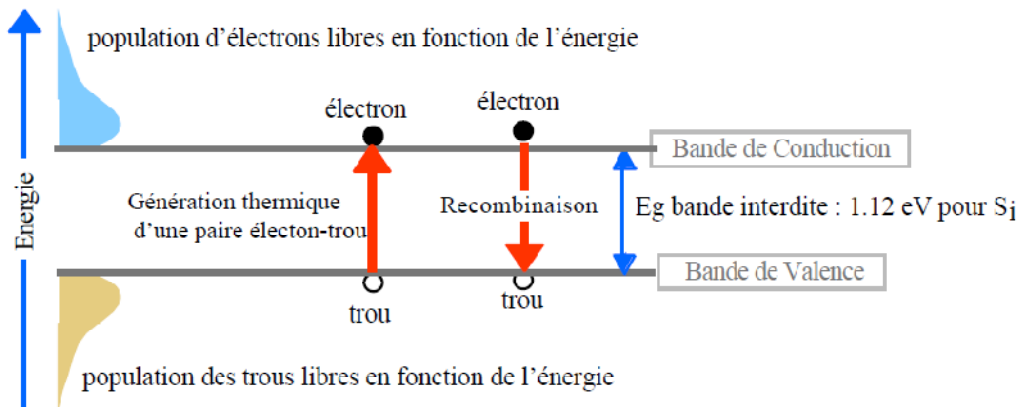 population d'électrons libres en fonction de l'énergie
électron
électron
Bande de Conduction
Energie
Génération thermique
d'une paire électon-trou
Recombinaison
Eg bande interdite : 1.12 eV pour Si
Bande de Valence
trou
trou
population des trous libres en fonction de l'énergie